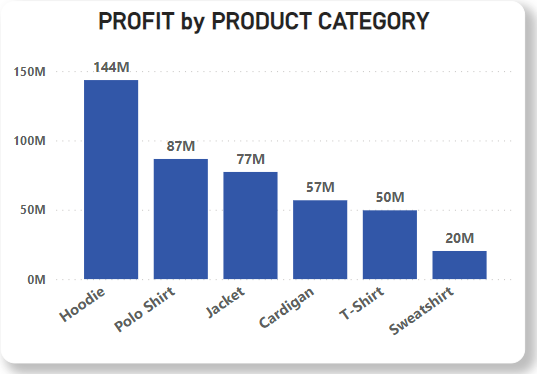 PROFIT by PRODUCT CATEGORY
150M
100M
50M
0M
144M
87M
77M
57M
50M
20M
Hoodie
Polo Shirt
Jacket
Cardigan
T-Shirt
Sweatshirt